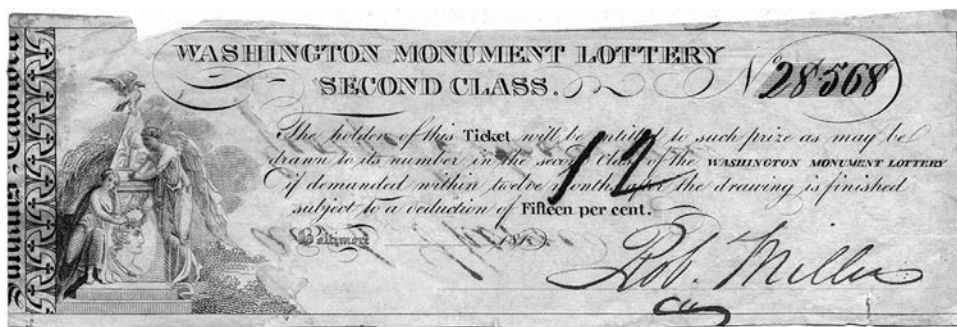 WASHINGTON MONUMENT LOTTERY
SECOND CLASS.
No 28568
The holder of this Ticket will be entitled to such prize as may be
drawn to its number in the second Class of the WASHINGTON MONUMENT LOTTERY
if demanded within twelve months after the drawing is finished
subject to a deduction of Fifteen per cent.
12
Baltimore 18
Rob. Miller